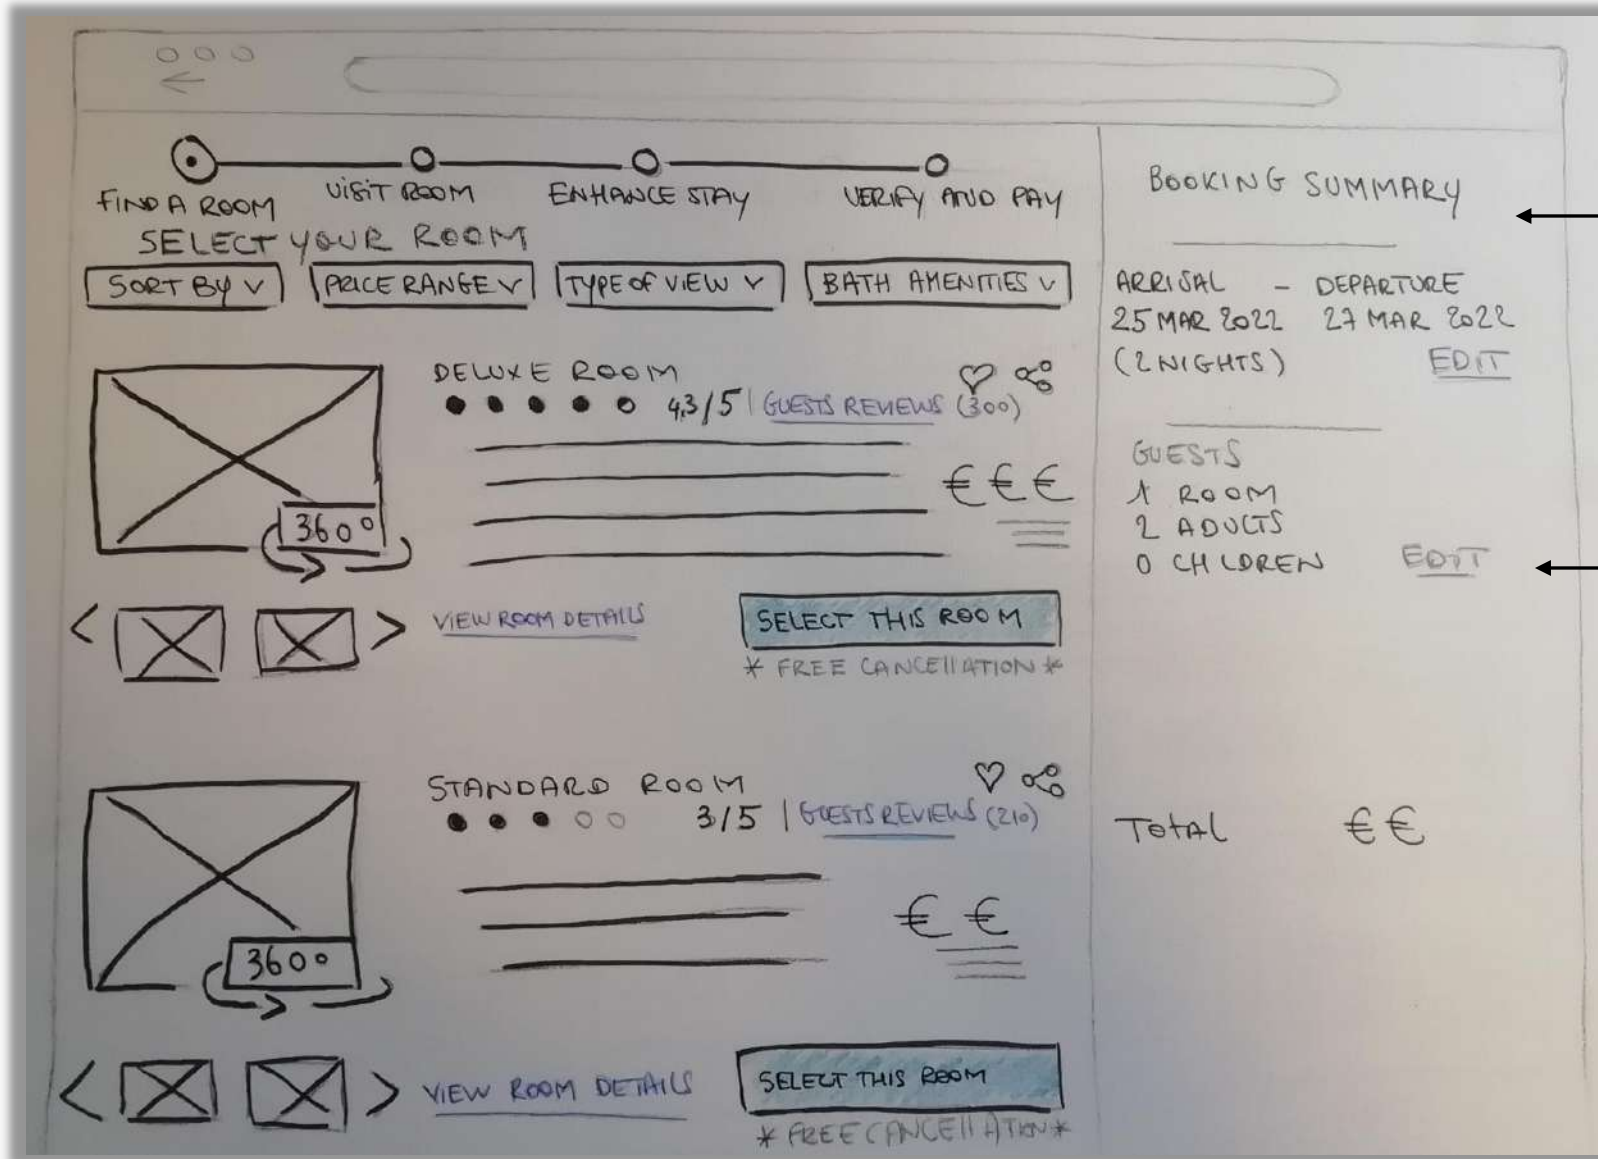 FIND A ROOM
VISIT ROOM
ENHANCE STAY
VERIFY AND PAY
SELECT YOUR ROOM
SORT BY
PRICE RANGE
TYPE OF VIEW
BATH AMENITIES
DELUXE ROOM
4,3/5 | GUESTS REVIEWS (300)
€€€
360°
VIEW ROOM DETAILS
SELECT THIS ROOM
* FREE CANCELLATION *
STANDARD ROOM
3/5 | GUESTS REVIEWS (210)
€€
360°
VIEW ROOM DETAILS
SELECT THIS ROOM
* FREE CANCELLATION *
BOOKING SUMMARY
ARRIVAL - DEPARTURE
25 MAR 2022 27 MAR 2022
(2 NIGHTS) EDIT
GUESTS
1 ROOM
2 ADULTS
0 CHLDREN EDIT
TOTAL €€